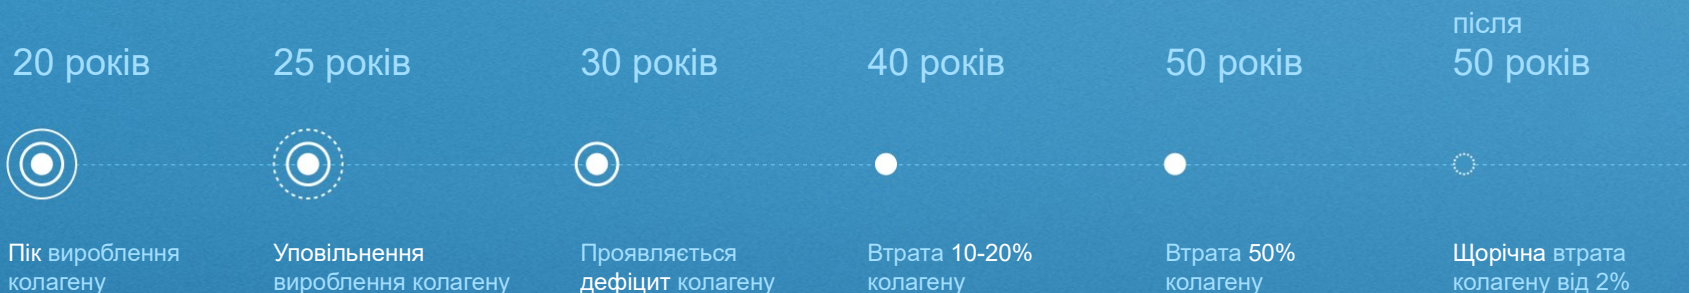 20 років
Пік вироблення
колагену
25 років
Уповільнення
вироблення колагену
30 років
Проявляється
дефіцит колагену
40 років
Втрата 10-20%
колагену
50 років
Втрата 50%
колагену
після
50 років
Щорічна втрата
колагену від 2%